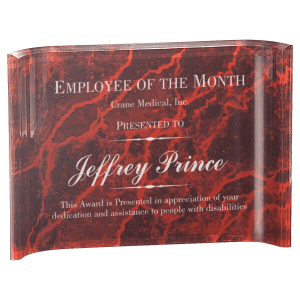 EMPLOYEE OF THE MONTH
Crane Medical, Inc.
PRESENTED TO
Jeffrey Prince
This Award is Presented in appreciation of your
dedication and assistance to people with disabilities